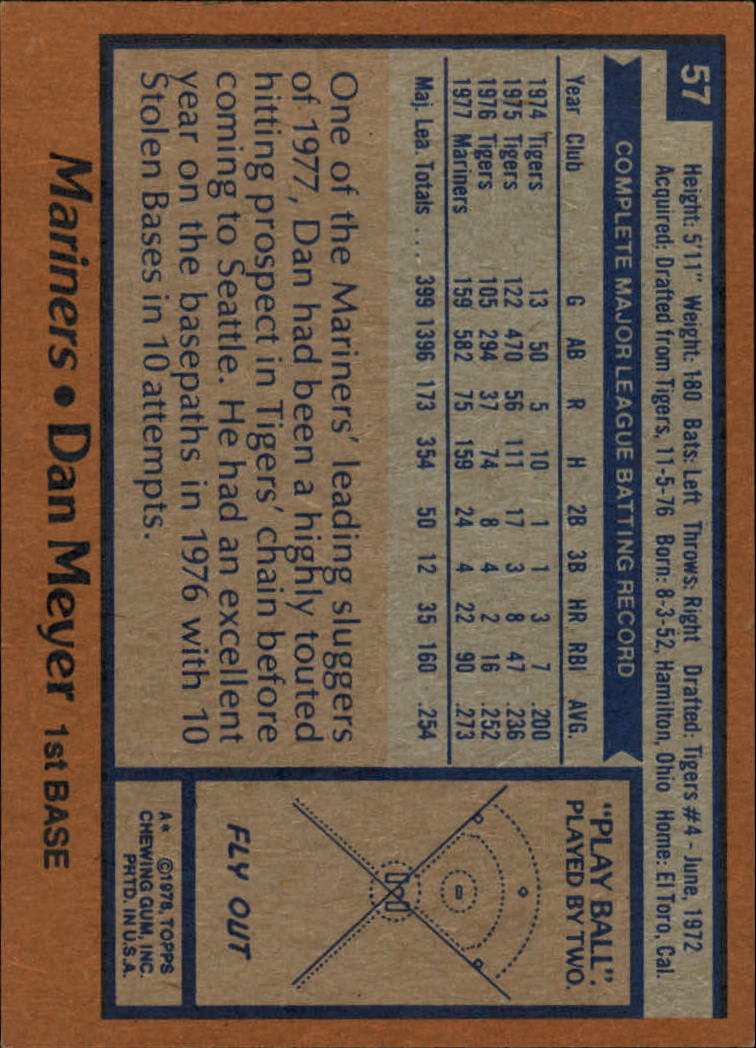 57
Height: 5'11" Weight: 180 Bats: Left Throws: Right Drafted: Tigers #4 - June, 1972
Acquired: Drafted from Tigers, 11-5-76 Born: 8-3-52, Hamilton, Ohio Home: El Toro, Cal.
COMPLETE MAJOR LEAGUE BATTING RECORD
Year Club G AB R H 2B 3B HR RBI AVG.
1974 Tigers 13 50 5 10 1 1 3 7 .200
1975 Tigers 122 470 56 111 17 3 8 47 .236
1976 Tigers 105 294 37 74 8 4 2 16 .252
1977 Mariners 159 582 75 159 24 4 22 90 .273
Maj. Lea. Totals . . . 399 1396 173 354 50 12 35 160 .254
One of the Mariners' leading sluggers
of 1977, Dan had been a highly touted
hitting prospect in Tigers' chain before
coming to Seattle. He had an excellent
year on the basepaths in 1976 with 10
Stolen Bases in 10 attempts.
"PLAY BALL":
PLAYED BY TWO.
FLY OUT
A* ©1978, TOPPS
CHEWING GUM, INC.
PRTD. IN U.S.A.
Mariners • Dan Meyer 1st BASE